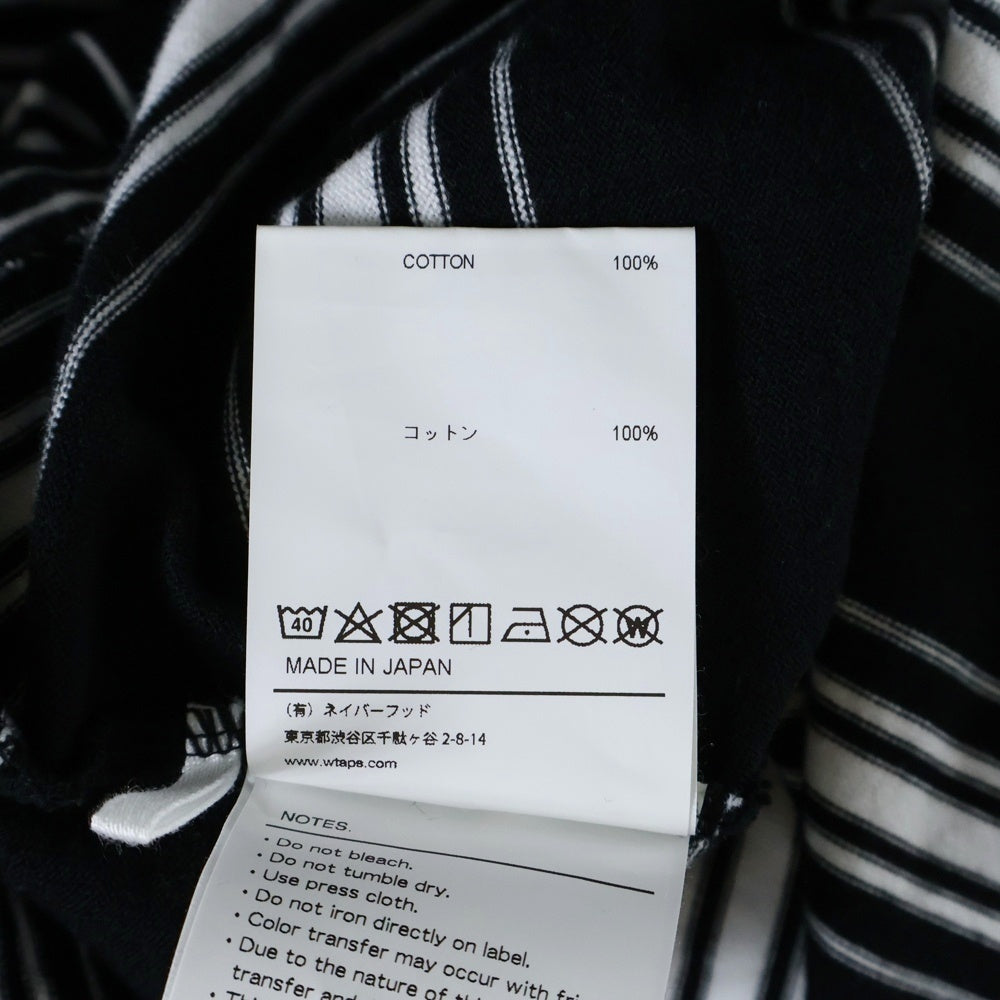 COTTON 100%
コットン 100%
40
W
MADE IN JAPAN
(有) ネイバーフッド
東京都渋谷区千駄ヶ谷 2-8-14
www.wtaps.com
NOTES.
・Do not bleach.
・Do not tumble dry.
・Use press cloth.
・Do not iron directly on label.
・Color transfer may occur with
・Due to the nature of
transfer and